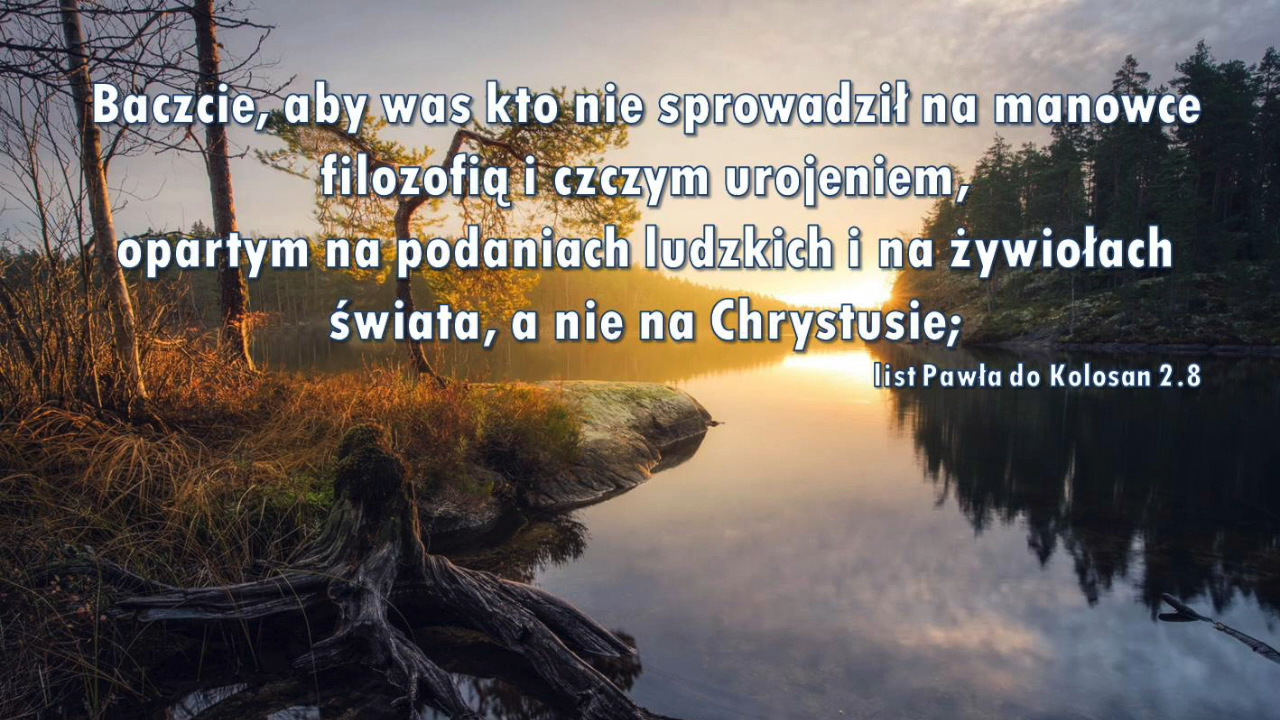 Baczcie, aby was kto nie sprowadził na manowce
filozofią i czczym urojeniem,
opartym na podaniach ludzkich i na żywiołach
świata, a nie na Chrystusie;
list Pawła do Kolosan 2.8